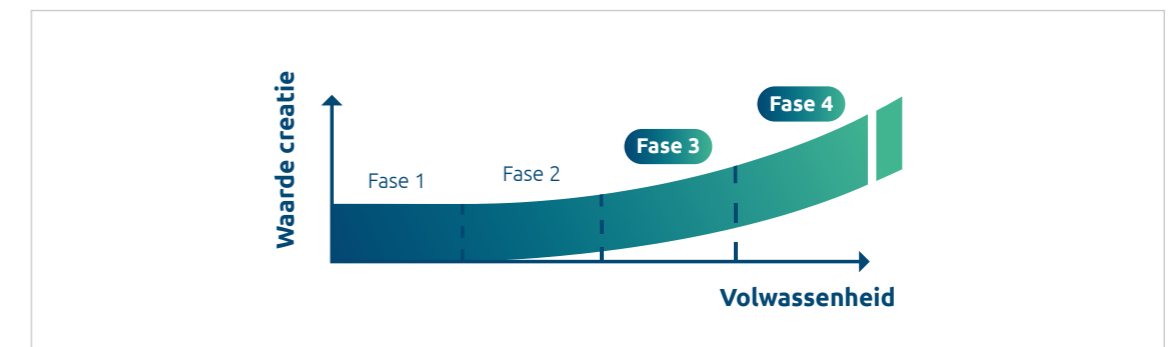 Waarde creatie
Fase 1
Fase 2
Fase 3
Fase 4
Volwassenheid